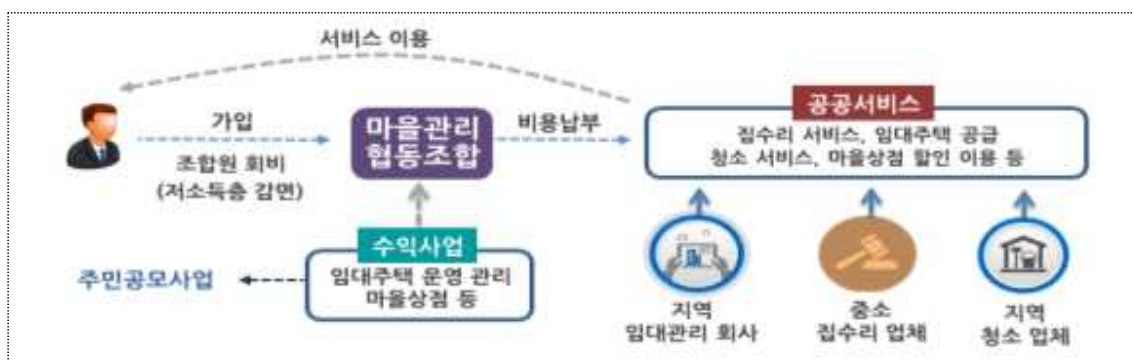 서비스 이용
가입
조합원 회비
(저소득층 감면)
마을관리
협동조합
비용납부
공공서비스
집수리 서비스, 임대주택 공급
청소 서비스, 마을상점 할인 이용 등
수익사업
임대주택 운영 관리
마을상점 등
주민공모사업
지역
임대관리 회사
중소
집수리 업체
지역
청소 업체